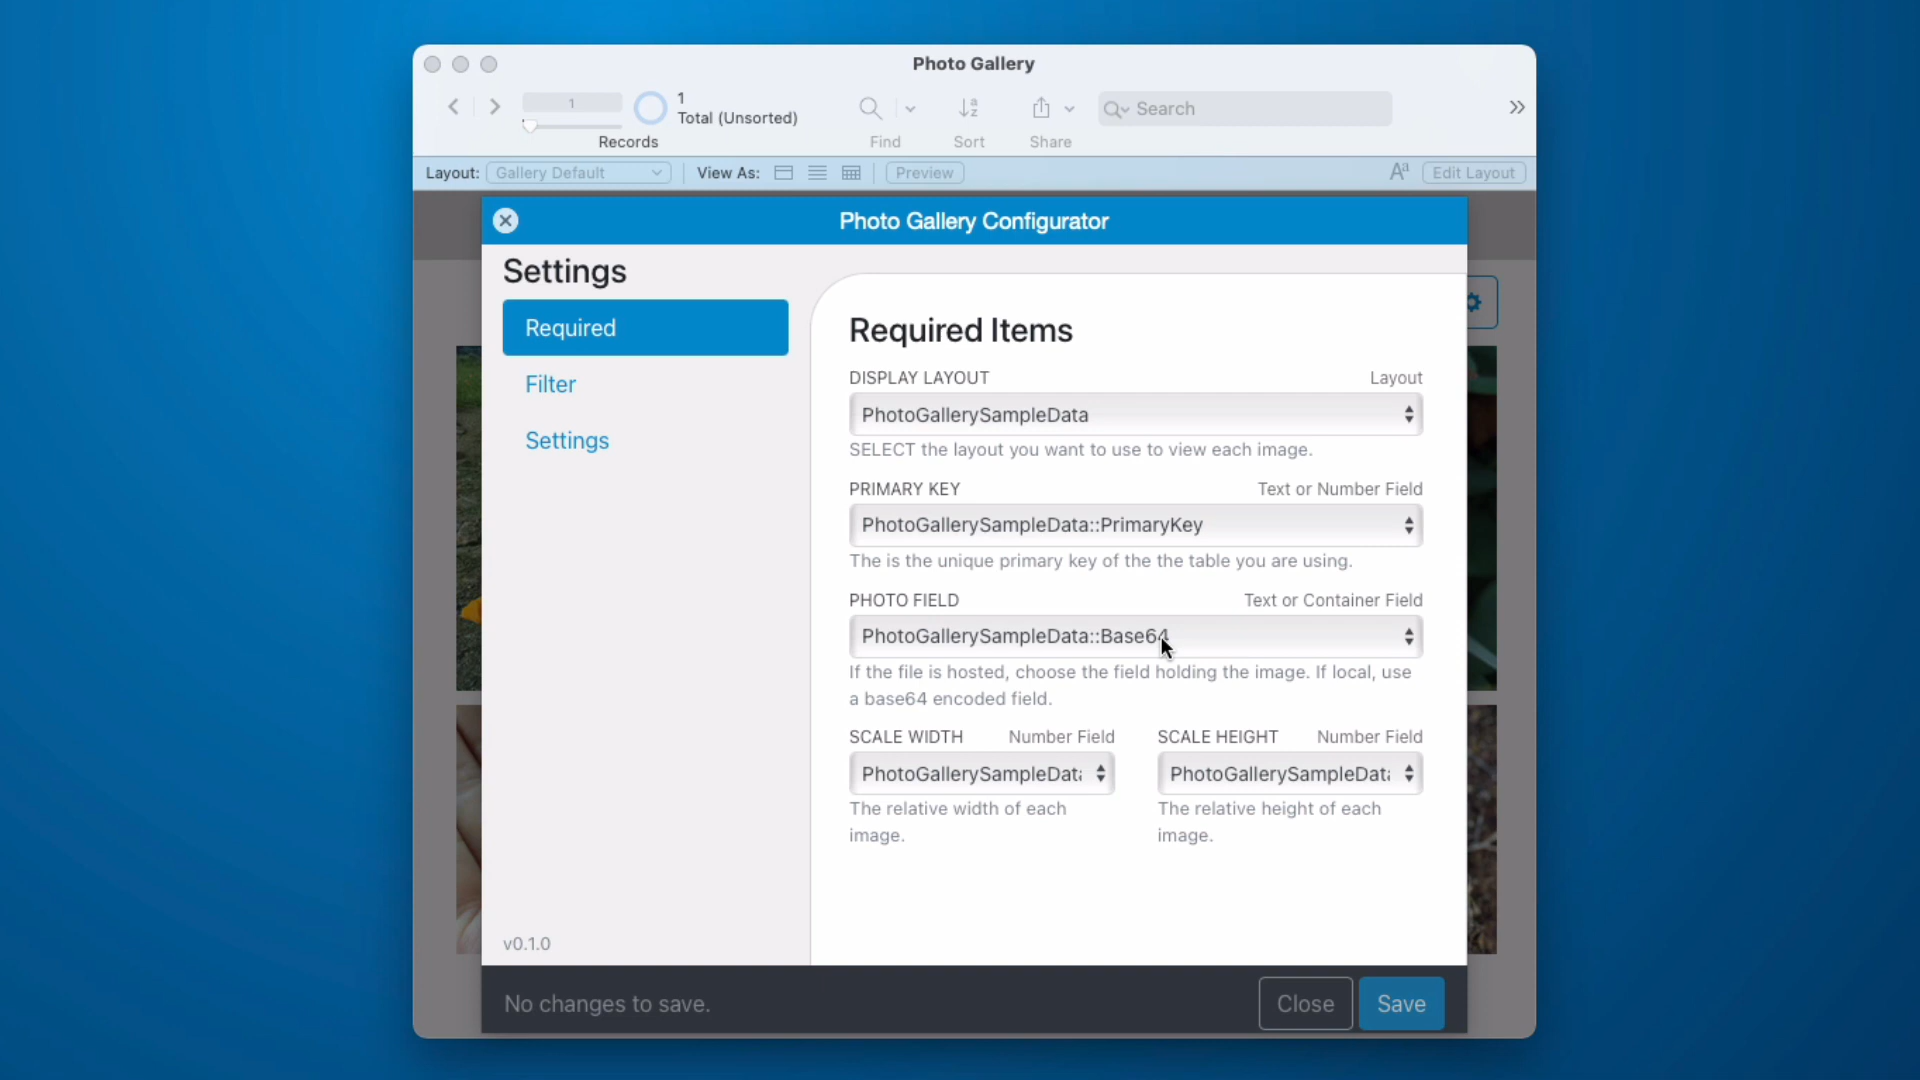 Photo Gallery
1
1
Total (Unsorted)
Records
Find
Sort
Share
Search
Layout:
Gallery Default
View As:
Preview
Edit Layout
Photo Gallery Configurator
Settings
Required
Filter
Settings
v0.1.0
Required Items
DISPLAY LAYOUT Layout
PhotoGallerySampleData
SELECT the layout you want to use to view each image.
PRIMARY KEY Text or Number Field
PhotoGallerySampleData::PrimaryKey
The is the unique primary key of the the table you are using.
PHOTO FIELD Text or Container Field
PhotoGallerySampleData::Base64
If the file is hosted, choose the field holding the image. If local, use
a base64 encoded field.
SCALE WIDTH Number Field
PhotoGallerySampleData
The relative width of each
image.
SCALE HEIGHT Number Field
PhotoGallerySampleData
The relative height of each
image.
No changes to save.
Close
Save